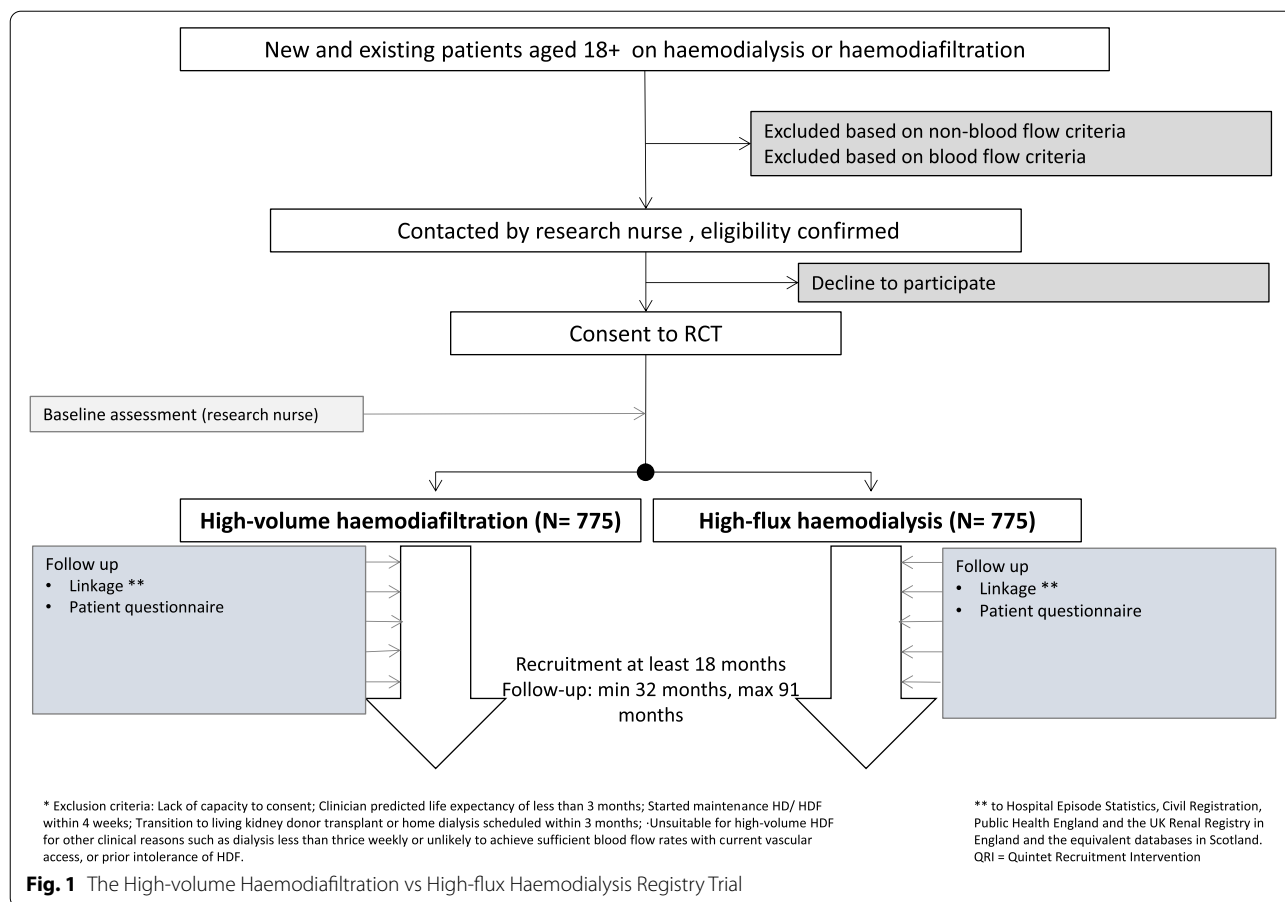 New and existing patients aged 18+ on haemodialysis or haemodiafiltration
Excluded based on non-blood flow criteria
Excluded based on blood flow criteria
Contacted by research nurse , eligibility confirmed
Decline to participate
Consent to RCT
Baseline assessment (research nurse)
High-volume haemodiafiltration (N= 775)
High-flux haemodialysis (N= 775)
Follow up
• Linkage **
• Patient questionnaire
Follow up
• Linkage **
• Patient questionnaire
Recruitment at least 18 months
Follow-up: min 32 months, max 91
months
* Exclusion criteria: Lack of capacity to consent; Clinician predicted life expectancy of less than 3 months; Started maintenance HD/ HDF
within 4 weeks; Transition to living kidney donor transplant or home dialysis scheduled within 3 months; ·Unsuitable for high-volume HDF
for other clinical reasons such as dialysis less than thrice weekly or unlikely to achieve sufficient blood flow rates with current vascular
access, or prior intolerance of HDF.
** to Hospital Episode Statistics, Civil Registration,
Public Health England and the UK Renal Registry in
England and the equivalent databases in Scotland.
QRI = Quintet Recruitment Intervention
Fig. 1 The High-volume Haemodiafiltration vs High-flux Haemodialysis Registry Trial